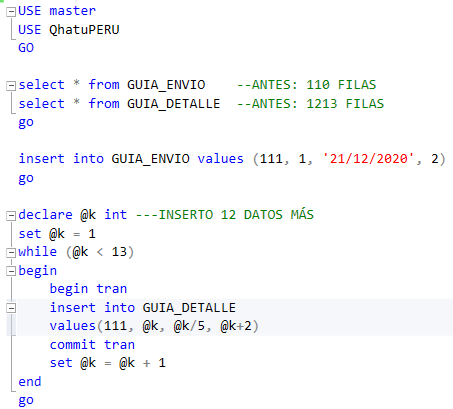 USE master
USE QhatuPERU
GO
select * from GUIA_ENVIO    --ANTES: 110 FILAS
select * from GUIA_DETALLE  --ANTES: 1213 FILAS
go
insert into GUIA_ENVIO values (111, 1, '21/12/2020', 2)
go
declare @k int ---INSERTO 12 DATOS MÁS
set @k = 1
while (@k < 13)
begin
    begin tran
    insert into GUIA_DETALLE
    values(111, @k, @k/5, @k+2)
    commit tran
    set @k = @k + 1
end
go